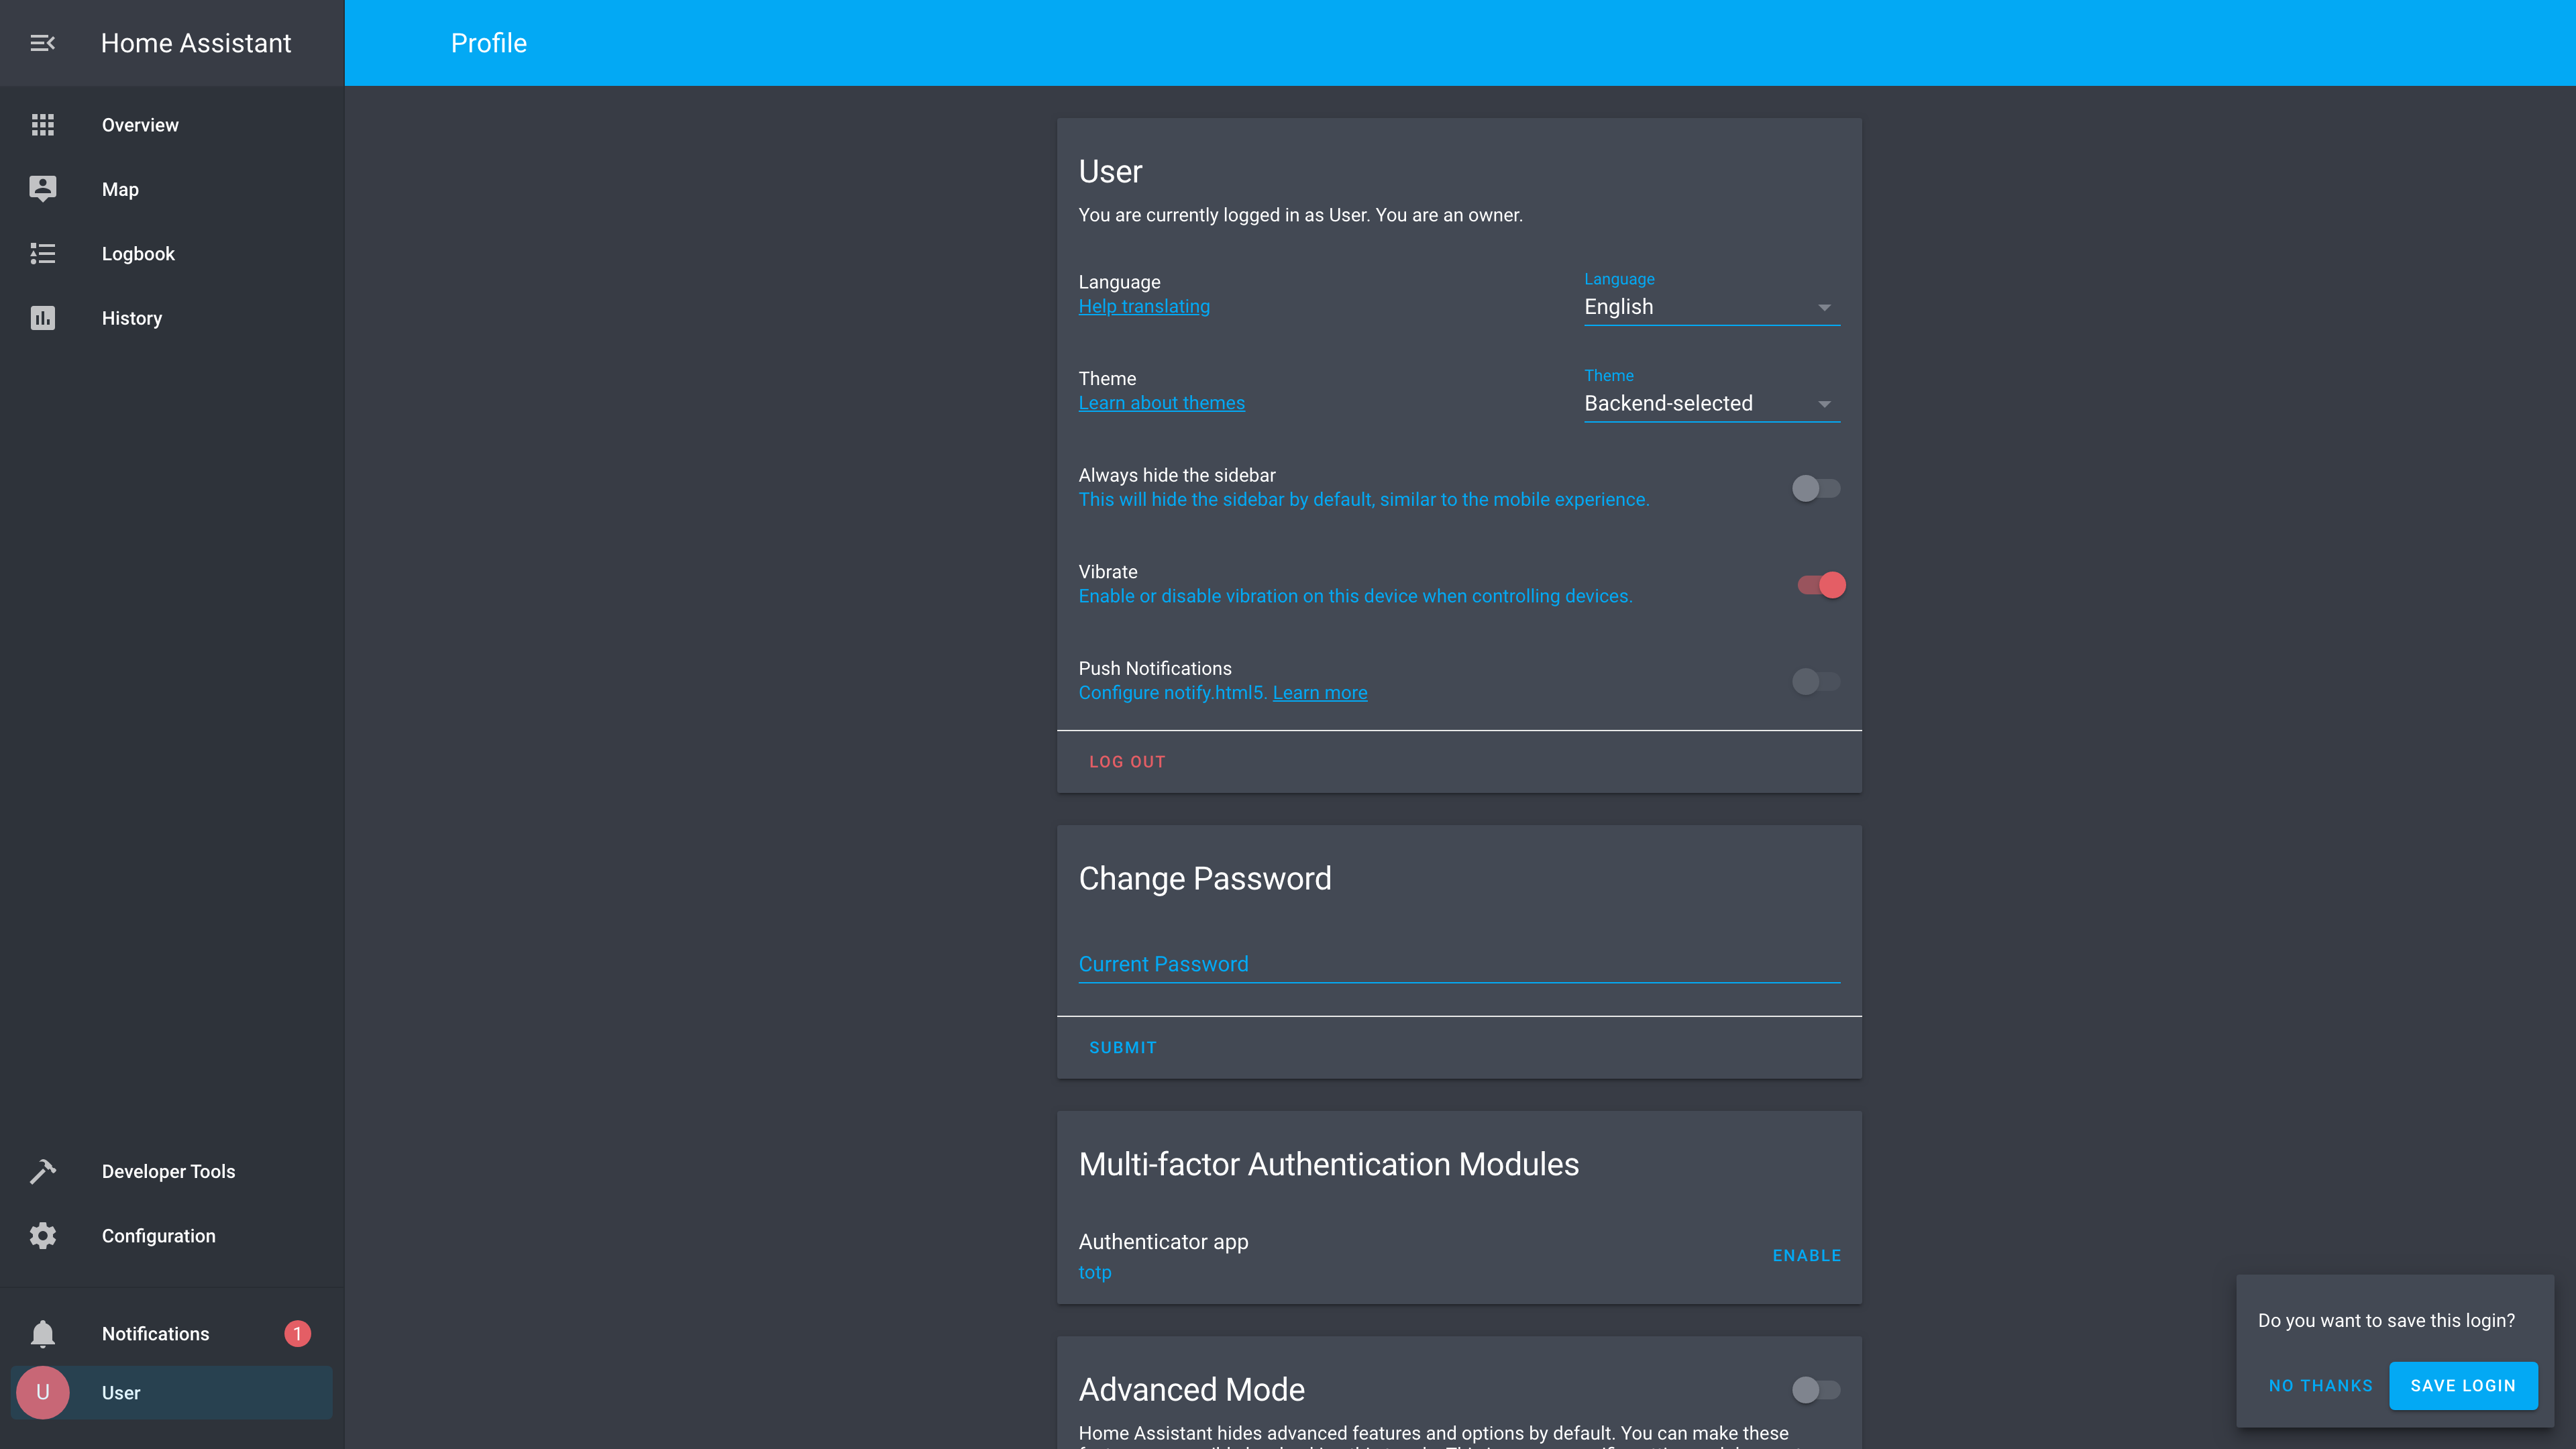 Home Assistant
Profile
Overview
Map
Logbook
History
Developer Tools
Configuration
Notifications
1
U
User
User
You are currently logged in as User. You are an owner.
Language
Help translating
Language
English
Theme
Learn about themes
Theme
Backend-selected
Always hide the sidebar
This will hide the sidebar by default, similar to the mobile experience.
Vibrate
Enable or disable vibration on this device when controlling devices.
Push Notifications
Configure notify.html5. Learn more
LOG OUT
Change Password
Current Password
SUBMIT
Multi-factor Authentication Modules
Authenticator app
totp
ENABLE
Advanced Mode
Home Assistant hides advanced features and options by default. You can make these
Do you want to save this login?
NO THANKS
SAVE LOGIN